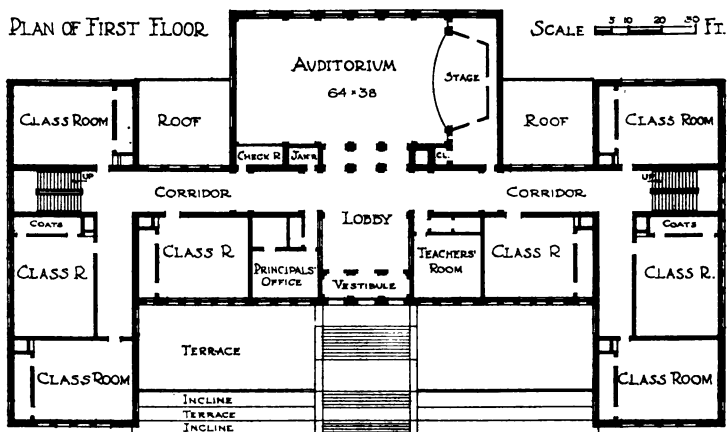 PLAN OF FIRST FLOOR
SCALE 5 10 20 30 FT.
AUDITORIUM
64 × 38
STAGE
CLASS ROOM
ROOF
ROOF
CLASS ROOM
CHECK R
JAN'R
CL.
UP
CORRIDOR
CORRIDOR
UP
COATS
LOBBY
COATS
CLASS R.
CLASS R
PRINCIPALS'
OFFICE
VESTIBULE
TEACHERS'
ROOM
CLASS R
CLASS R.
TERRACE
CLASS ROOM
CLASS ROOM
INCLINE
TERRACE
INCLINE